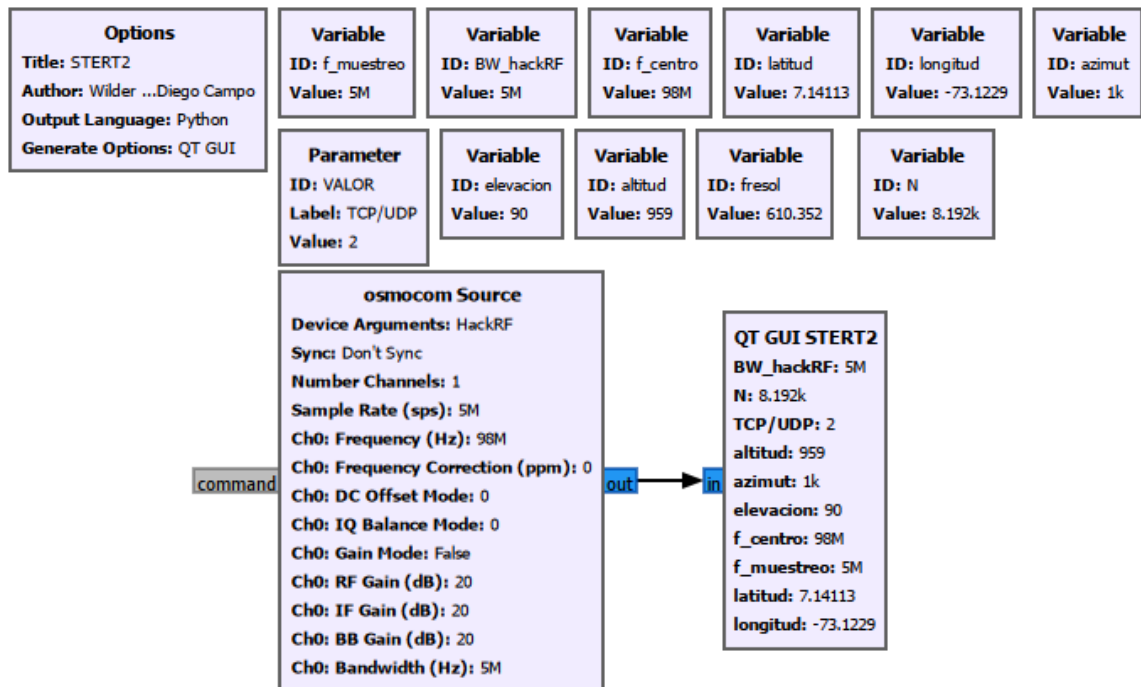 Options
Title: STERT2
Author: Wilder ...Diego Campo
Output Language: Python
Generate Options: QT GUI
Variable
ID: f_muestreo
Value: 5M
Variable
ID: BW_hackRF
Value: 5M
Variable
ID: f_centro
Value: 98M
Variable
ID: latitud
Value: 7.14113
Variable
ID: longitud
Value: -73.1229
Variable
ID: azimut
Value: 1k
Parameter
ID: VALOR
Label: TCP/UDP
Value: 2
Variable
ID: elevacion
Value: 90
Variable
ID: altitud
Value: 959
Variable
ID: fresol
Value: 610.352
Variable
ID: N
Value: 8.192k
osmocom Source
Device Arguments: HackRF
Sync: Don't Sync
Number Channels: 1
Sample Rate (sps): 5M
Ch0: Frequency (Hz): 98M
Ch0: Frequency Correction (ppm): 0
Ch0: DC Offset Mode: 0
Ch0: IQ Balance Mode: 0
Ch0: Gain Mode: False
Ch0: RF Gain (dB): 20
Ch0: IF Gain (dB): 20
Ch0: BB Gain (dB): 20
Ch0: Bandwidth (Hz): 5M
command
out
in
QT GUI STERT2
BW_hackRF: 5M
N: 8.192k
TCP/UDP: 2
altitud: 959
azimut: 1k
elevacion: 90
f_centro: 98M
f_muestreo: 5M
latitud: 7.14113
longitud: -73.1229